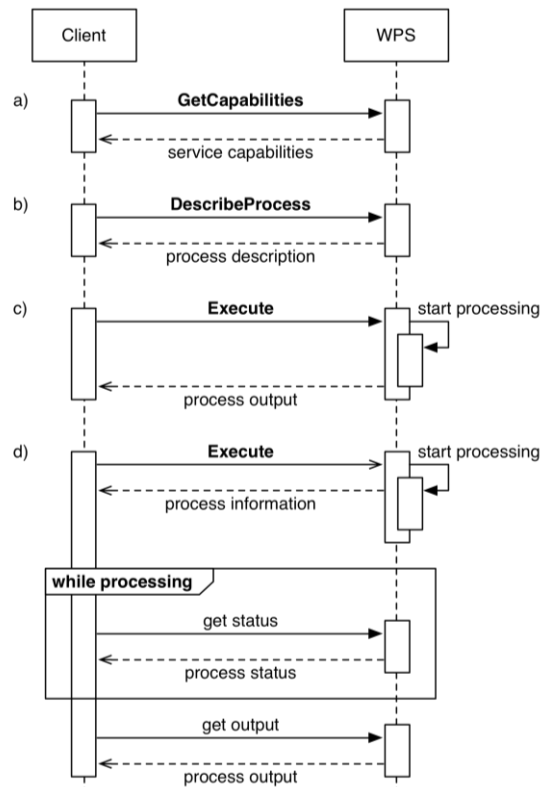 Client
WPS
a)
GetCapabilities
service capabilities
b)
DescribeProcess
process description
c)
Execute
start processing
process output
d)
Execute
start processing
process information
while processing
get status
process status
get output
process output